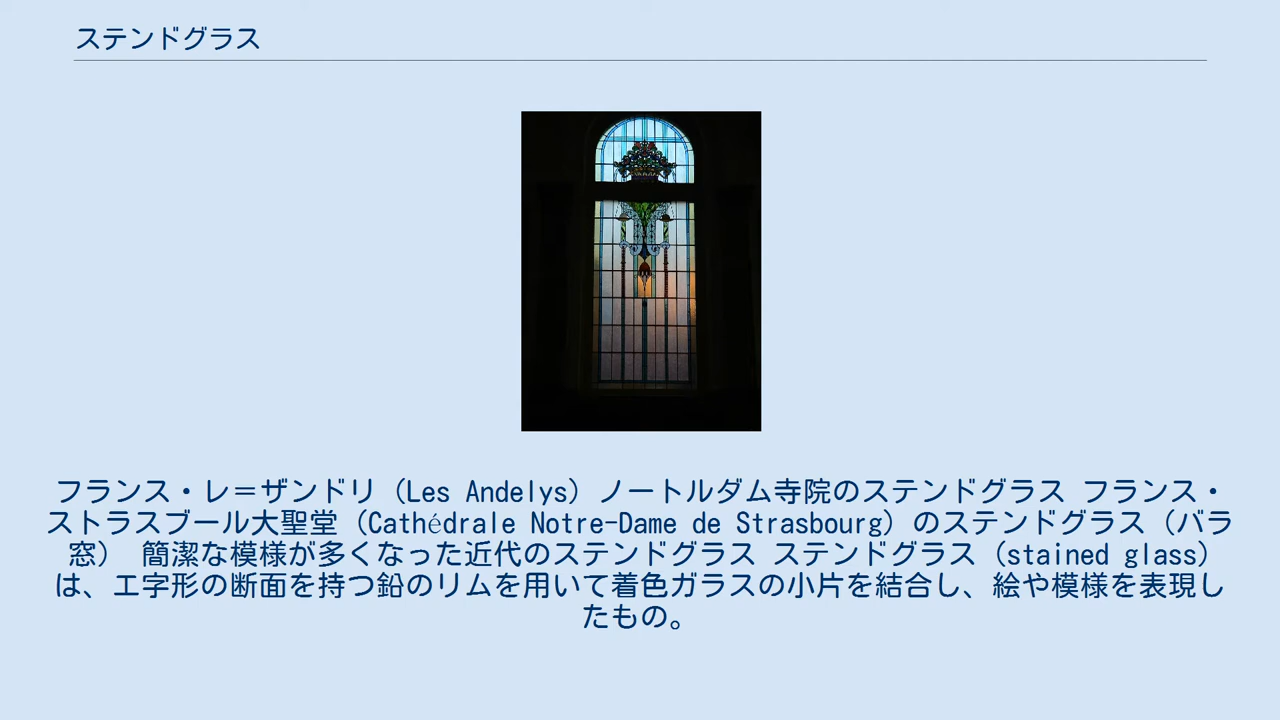 ステンドグラス
フランス・レ＝ザンドリ（Les Andelys）ノートルダム寺院のステンドグラス フランス・
ストラスブール大聖堂（Cathédrale Notre-Dame de Strasbourg）のステンドグラス（バラ
窓） 簡潔な模様が多くなった近代のステンドグラス ステンドグラス（stained glass）
は、エ字形の断面を持つ鉛のリムを用いて着色ガラスの小片を結合し、絵や模様を表現し
たもの。